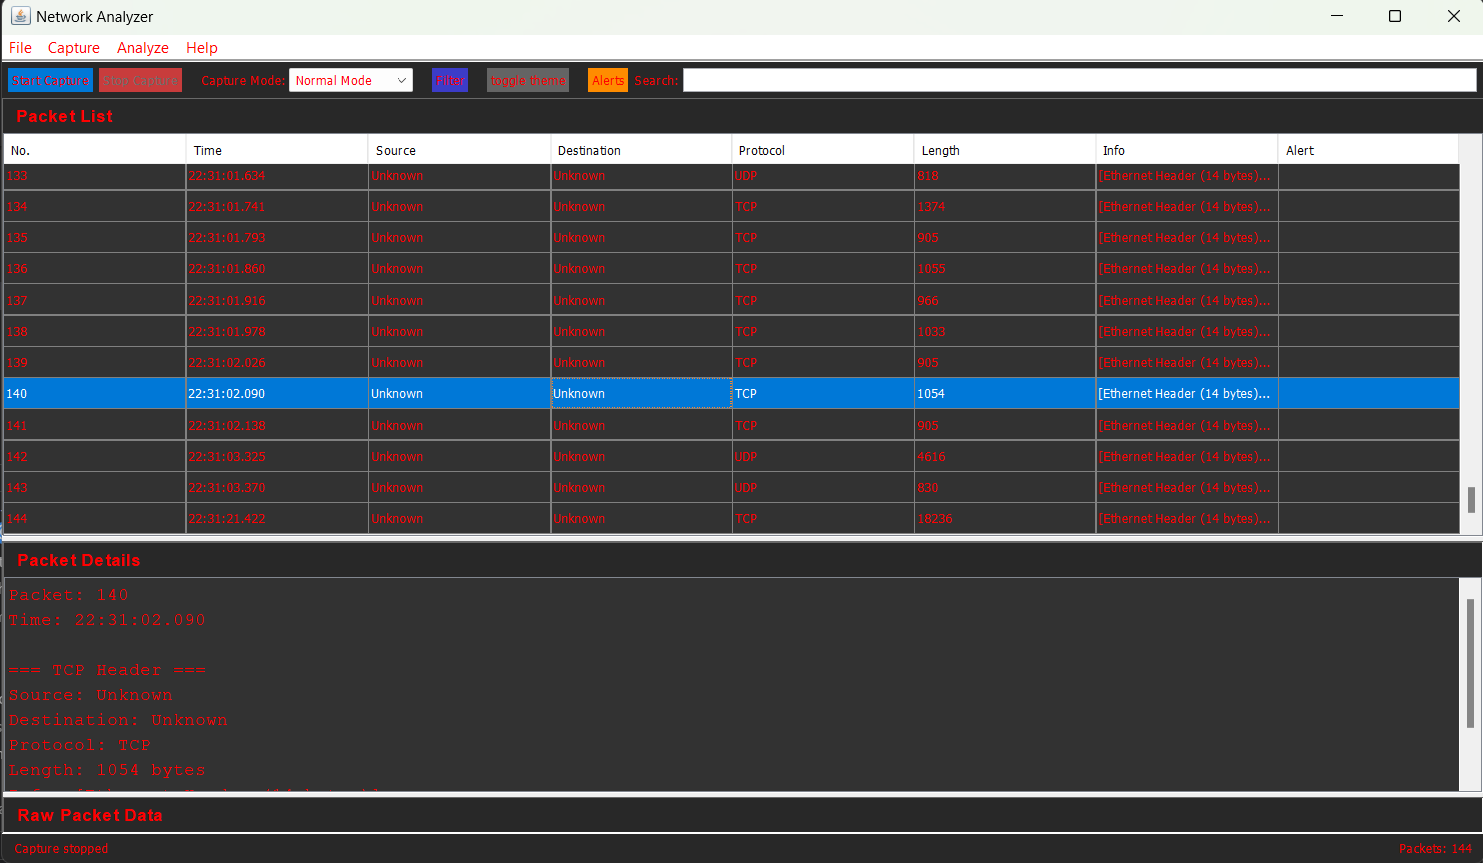 Network Analyzer
File Capture Analyze Help
Start Capture Stop Capture Capture Mode: Normal Mode Filter toggle theme Alerts Search:
Packet List
No. Time Source Destination Protocol Length Info Alert
133 22:31:01.634 Unknown Unknown UDP 818 [Ethernet Header (14 bytes)...
134 22:31:01.741 Unknown Unknown TCP 1374 [Ethernet Header (14 bytes)...
135 22:31:01.793 Unknown Unknown TCP 905 [Ethernet Header (14 bytes)...
136 22:31:01.860 Unknown Unknown TCP 1055 [Ethernet Header (14 bytes)...
137 22:31:01.916 Unknown Unknown TCP 966 [Ethernet Header (14 bytes)...
138 22:31:01.978 Unknown Unknown TCP 1033 [Ethernet Header (14 bytes)...
139 22:31:02.026 Unknown Unknown TCP 905 [Ethernet Header (14 bytes)...
140 22:31:02.090 Unknown Unknown TCP 1054 [Ethernet Header (14 bytes)...
141 22:31:02.138 Unknown Unknown TCP 905 [Ethernet Header (14 bytes)...
142 22:31:03.325 Unknown Unknown UDP 4616 [Ethernet Header (14 bytes)...
143 22:31:03.370 Unknown Unknown UDP 830 [Ethernet Header (14 bytes)...
144 22:31:21.422 Unknown Unknown TCP 18236 [Ethernet Header (14 bytes)...
Packet Details
Packet: 140
Time: 22:31:02.090
=== TCP Header ===
Source: Unknown
Destination: Unknown
Protocol: TCP
Length: 1054 bytes
Raw Packet Data
Capture stopped Packets: 144